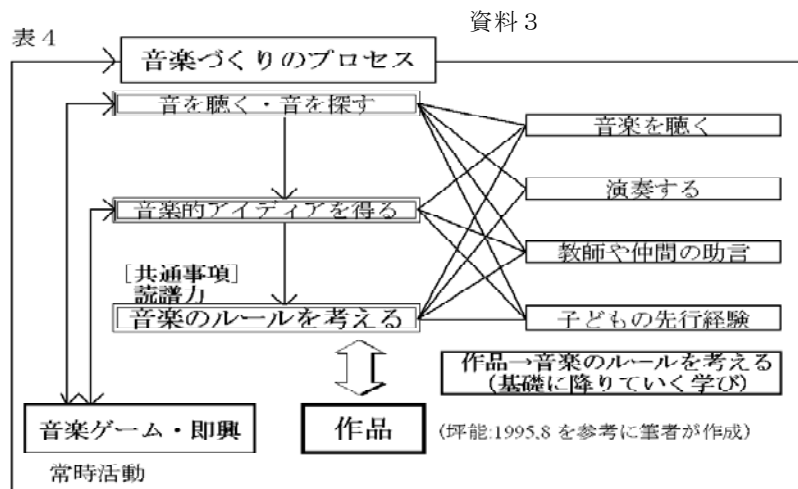 資料3
表4
音楽づくりのプロセス
音を聴く・音を探す
音楽を聴く
演奏する
音楽的アイディアを得る
教師や仲間の助言
[共通事項]
読譜力
音楽のルールを考える
子どもの先行経験
作品→音楽のルールを考える
(基礎に降りていく学び)
音楽ゲーム・即興
作品
(坪能:1995,8 を参考に筆者が作成)
常時活動